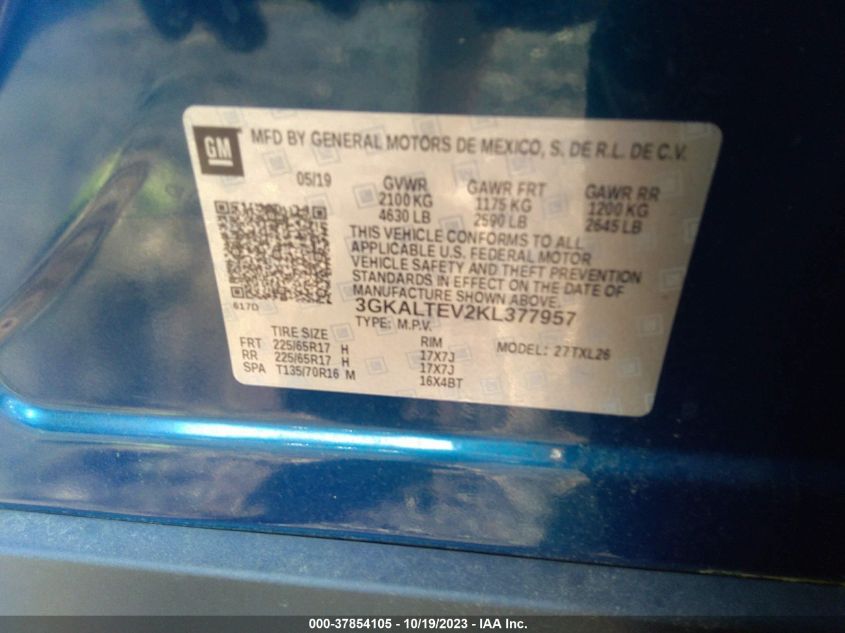 GM
MFD BY GENERAL MOTORS DE MEXICO, S. DE R.L. DE C.V.
05/19 GVWR GAWR FRT GAWR RR
2100 KG 1175 KG 1200 KG
4630 LB 2590 LB 2645 LB
THIS VEHICLE CONFORMS TO ALL
APPLICABLE U.S. FEDERAL MOTOR
VEHICLE SAFETY AND THEFT PREVENTION
STANDARDS IN EFFECT ON THE DATE OF
MANUFACTURE SHOWN ABOVE.
617D
3GKALTEV2KL377957
TYPE: M.P.V.
TIRE SIZE RIM MODEL: 27TXL26
FRT 225/65R17 H 17X7J
RR 225/65R17 H 17X7J
SPA T135/70R16 M 16X4BT
000-37854105 - 10/19/2023 - IAA Inc.